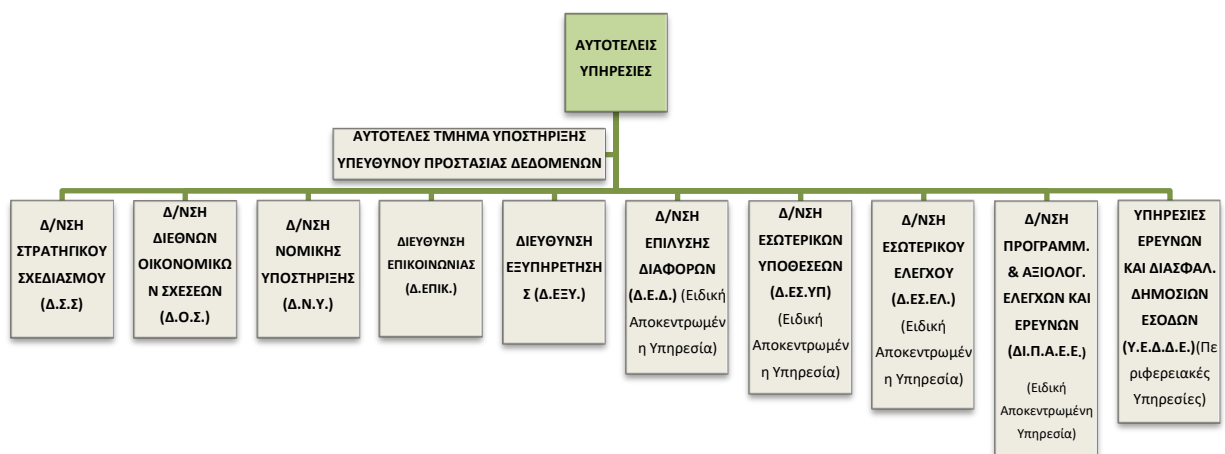 ΑΥΤΟΤΕΛΕΙΣ
ΥΠΗΡΕΣΙΕΣ
ΑΥΤΟΤΕΛΕΣ ΤΜΗΜΑ ΥΠΟΣΤΗΡΙΞΗΣ
ΥΠΕΥΘΥΝΟΥ ΠΡΟΣΤΑΣΙΑΣ ΔΕΔΟΜΕΝΩΝ
Δ/ΝΣΗ
ΣΤΡΑΤΗΓΙΚΟΥ
ΣΧΕΔΙΑΣΜΟΥ
(Δ.Σ.Σ)
Δ/ΝΣΗ
ΔΙΕΘΝΩΝ
ΟΙΚΟΝΟΜΙΚΩ
Ν ΣΧΕΣΕΩΝ
(Δ.Ο.Σ.)
Δ/ΝΣΗ
ΝΟΜΙΚΗΣ
ΥΠΟΣΤΗΡΙΞΗΣ
(Δ.Ν.Υ.)
ΔΙΕΥΘΥΝΣΗ
ΕΠΙΚΟΙΝΩΝΙΑΣ
(Δ.ΕΠΙΚ.)
ΔΙΕΥΘΥΝΣΗ
ΕΞΥΠΗΡΕΤΗΣΗ
Σ (Δ.ΕΞΥ.)
Δ/ΝΣΗ
ΕΠΙΛΥΣΗΣ
ΔΙΑΦΟΡΩΝ
(Δ.Ε.Δ.) (Ειδική
Αποκεντρωμέν
η Υπηρεσία)
Δ/ΝΣΗ
ΕΣΩΤΕΡΙΚΩΝ
ΥΠΟΘΕΣΕΩΝ
(Δ.ΕΣ.ΥΠ)
(Ειδική
Αποκεντρωμέν
η Υπηρεσία)
Δ/ΝΣΗ
ΕΣΩΤΕΡΙΚΟΥ
ΕΛΕΓΧΟΥ
(Δ.ΕΣ.ΕΛ.)
(Ειδική
Αποκεντρωμέν
η Υπηρεσία)
Δ/ΝΣΗ
ΠΡΟΓΡΑΜΜ.
& ΑΞΙΟΛΟΓ.
ΕΛΕΓΧΩΝ ΚΑΙ
ΕΡΕΥΝΩΝ
(ΔΙ.Π.Α.Ε.Ε.)
(Ειδική
Αποκεντρωμένη
Υπηρεσία)
ΥΠΗΡΕΣΙΕΣ
ΕΡΕΥΝΩΝ
ΚΑΙ ΔΙΑΣΦΑΛ.
ΔΗΜΟΣΙΩΝ
ΕΣΟΔΩΝ
(Υ.Ε.Δ.Δ.Ε.)(Πε
ριφερειακές
Υπηρεσίες)